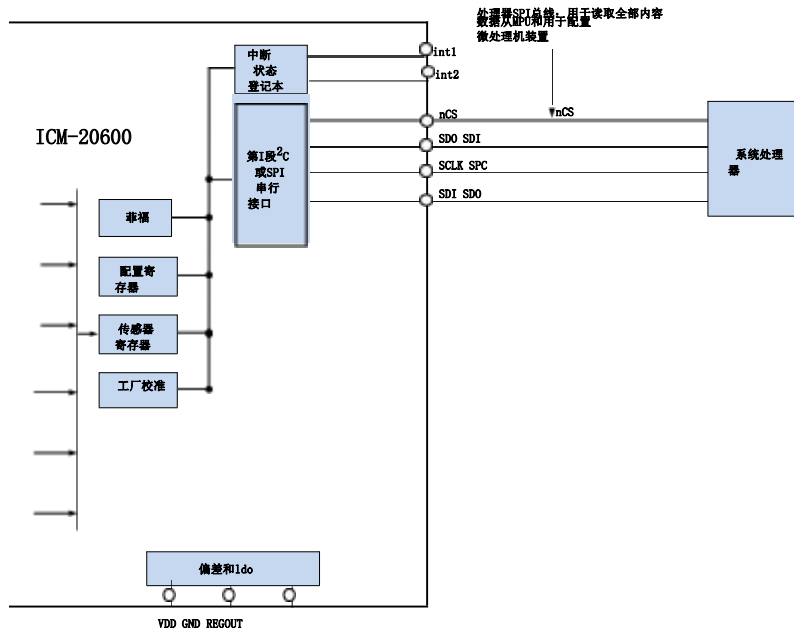 处理器SPI总线：用于读取全部内容
数据从MPU和用于配置
微处理机装置
中断
状态
登记本
int1
int2
nCS
nCS
ICM-20600
第I段²C
或SPI
串行
接口
SDO SDI
SCLK SPC
SDI SDO
系统处理
器
菲福
配置寄
存器
传感器
寄存器
工厂校准
偏差和ldo
VDD GND REGOUT